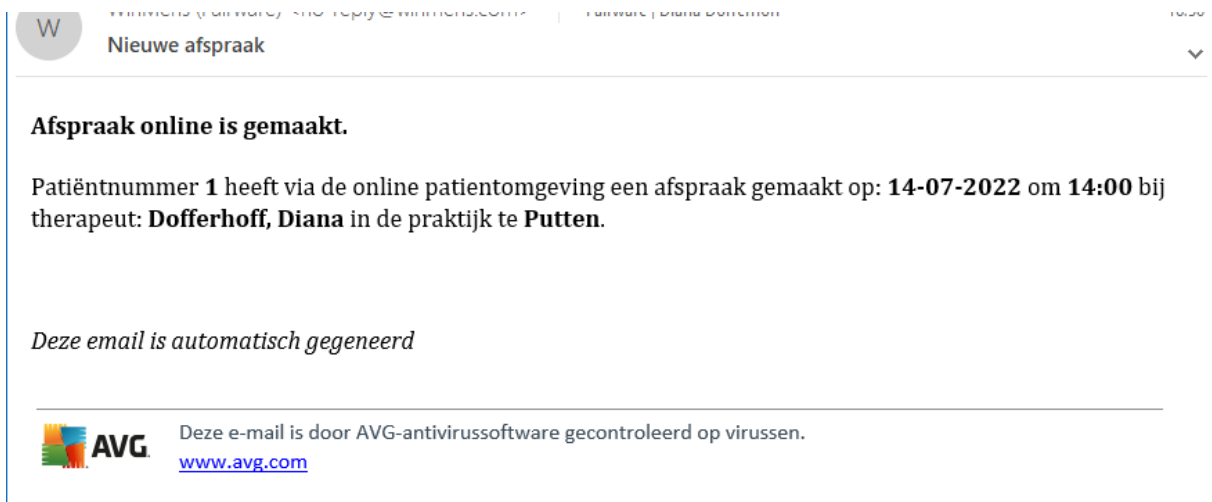 W
Nieuwe afspraak
Afspraak online is gemaakt.
Patiëntnummer 1 heeft via de online patientomgeving een afspraak gemaakt op: 14-07-2022 om 14:00 bij
therapeut: Dofferhoff, Diana in de praktijk te Putten.
Deze email is automatisch gegeneerd
AVG
Deze e-mail is door AVG-antivirussoftware gecontroleerd op virussen.
www.avg.com